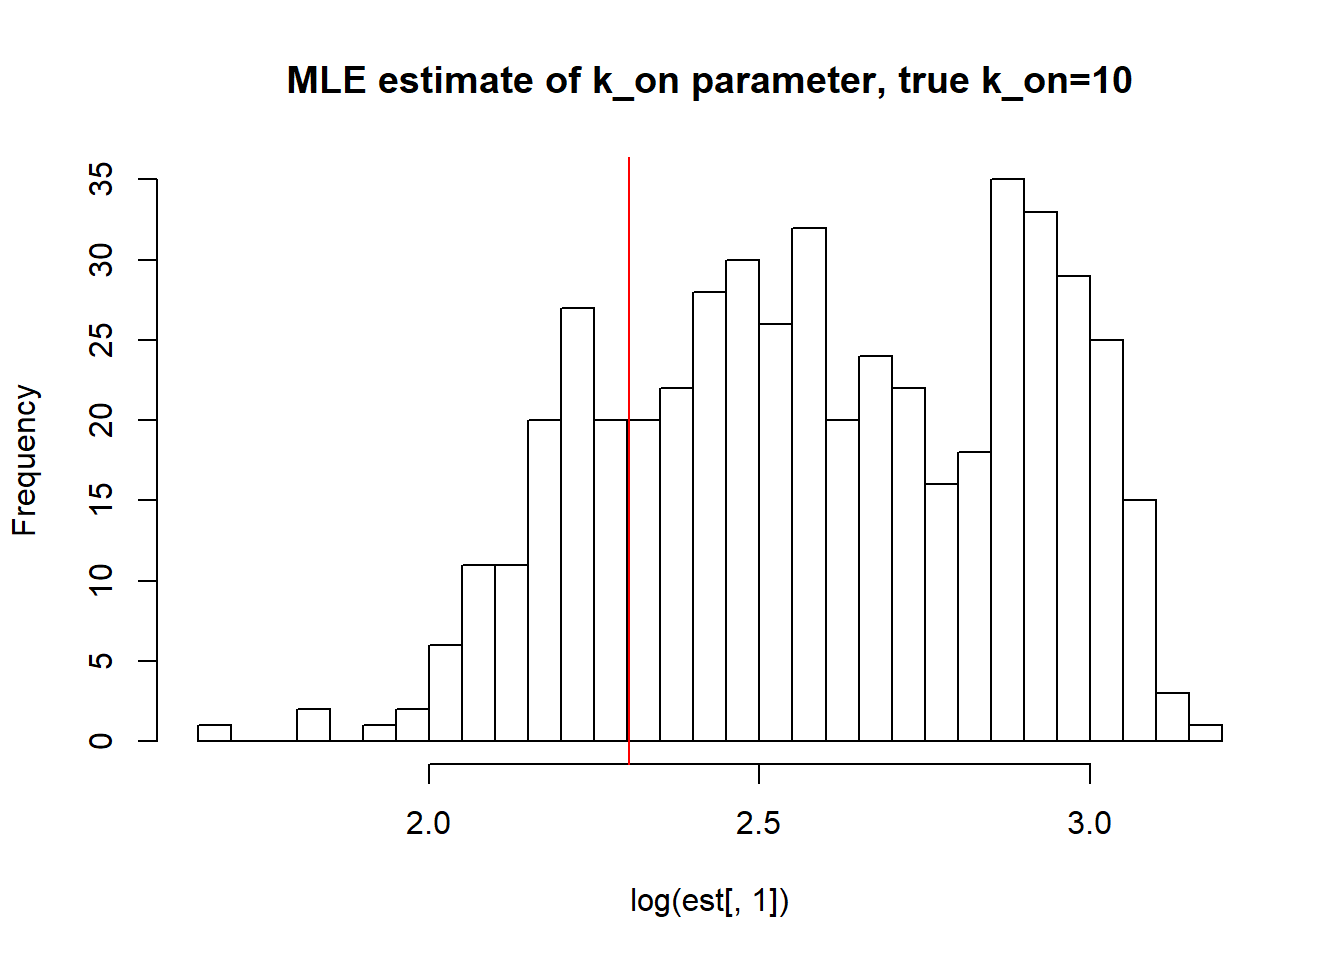 MLE estimate of k_on parameter, true k_on=10
Frequency
35
30
25
20
15
10
5
0
2.0 2.5 3.0
log(est[, 1])